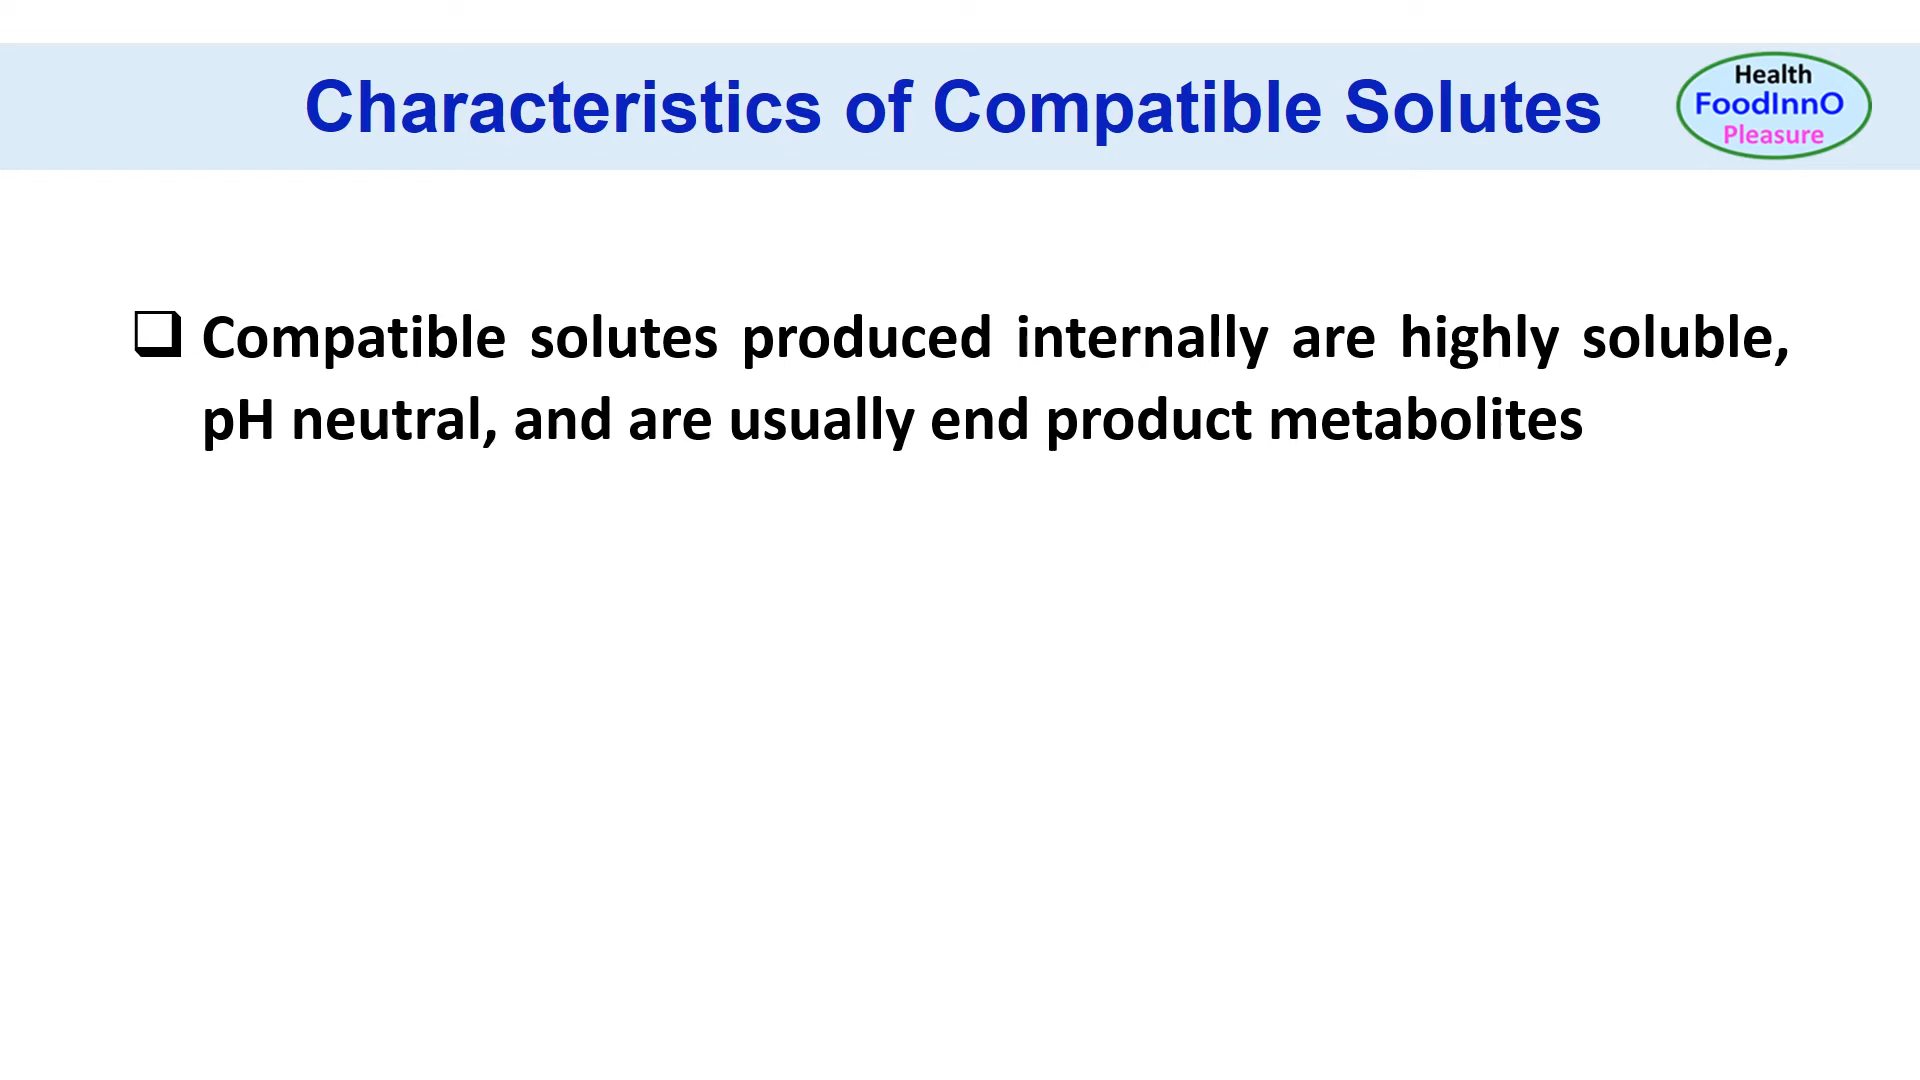 Characteristics of Compatible Solutes
Health
FoodInnO
Pleasure
Compatible solutes produced internally are highly soluble,
pH neutral, and are usually end product metabolites